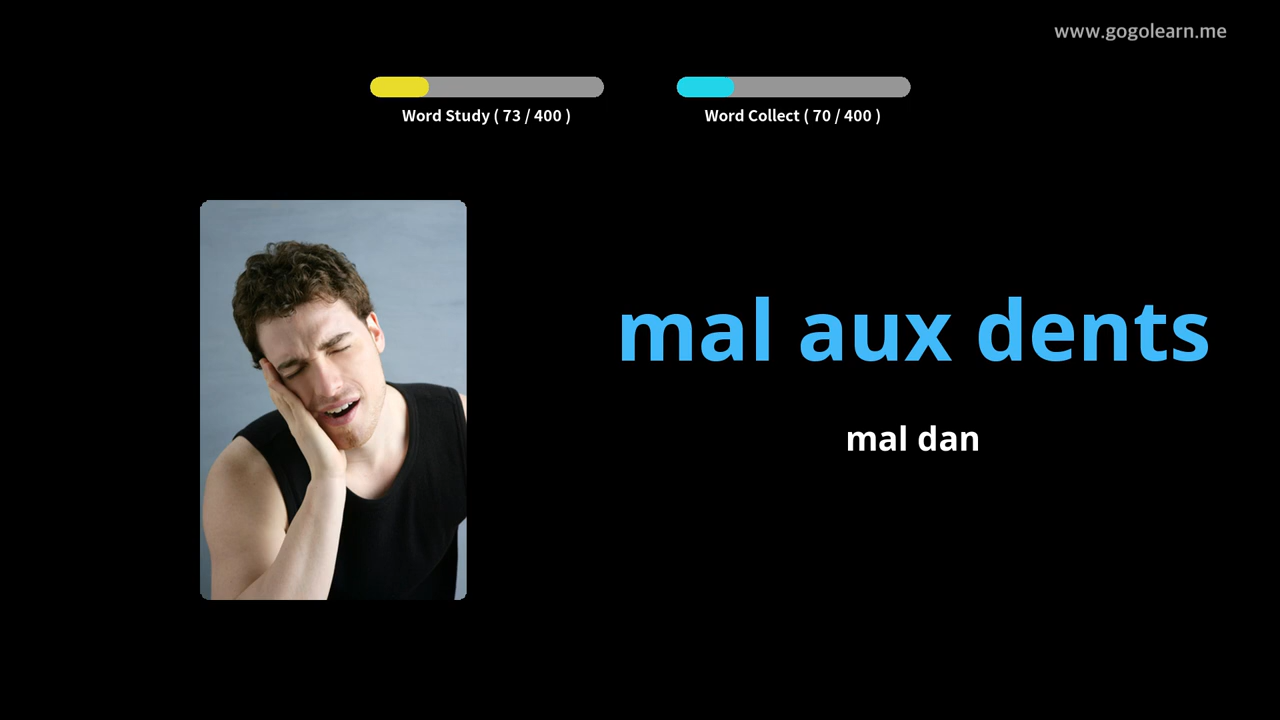 www.gogolearn.me
Word Study ( 73 / 400 )
Word Collect ( 70 / 400 )
mal aux dents
mal dan